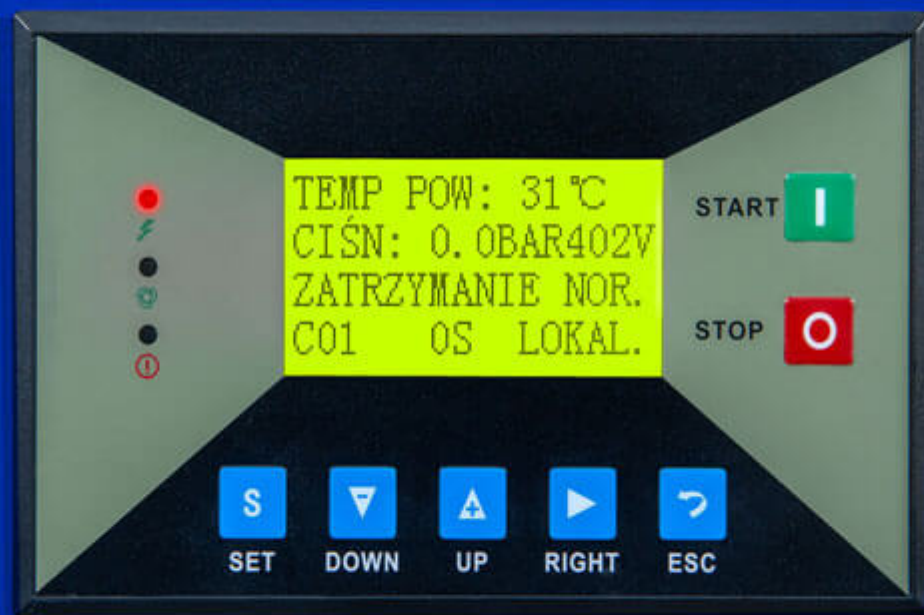 TEMP POW: 31℃
CIŚN: 0.0BAR402V
ZATRZYMANIE NOR.
C01 0S LOKAL.
START
STOP
S
SET
DOWN
UP
RIGHT
ESC